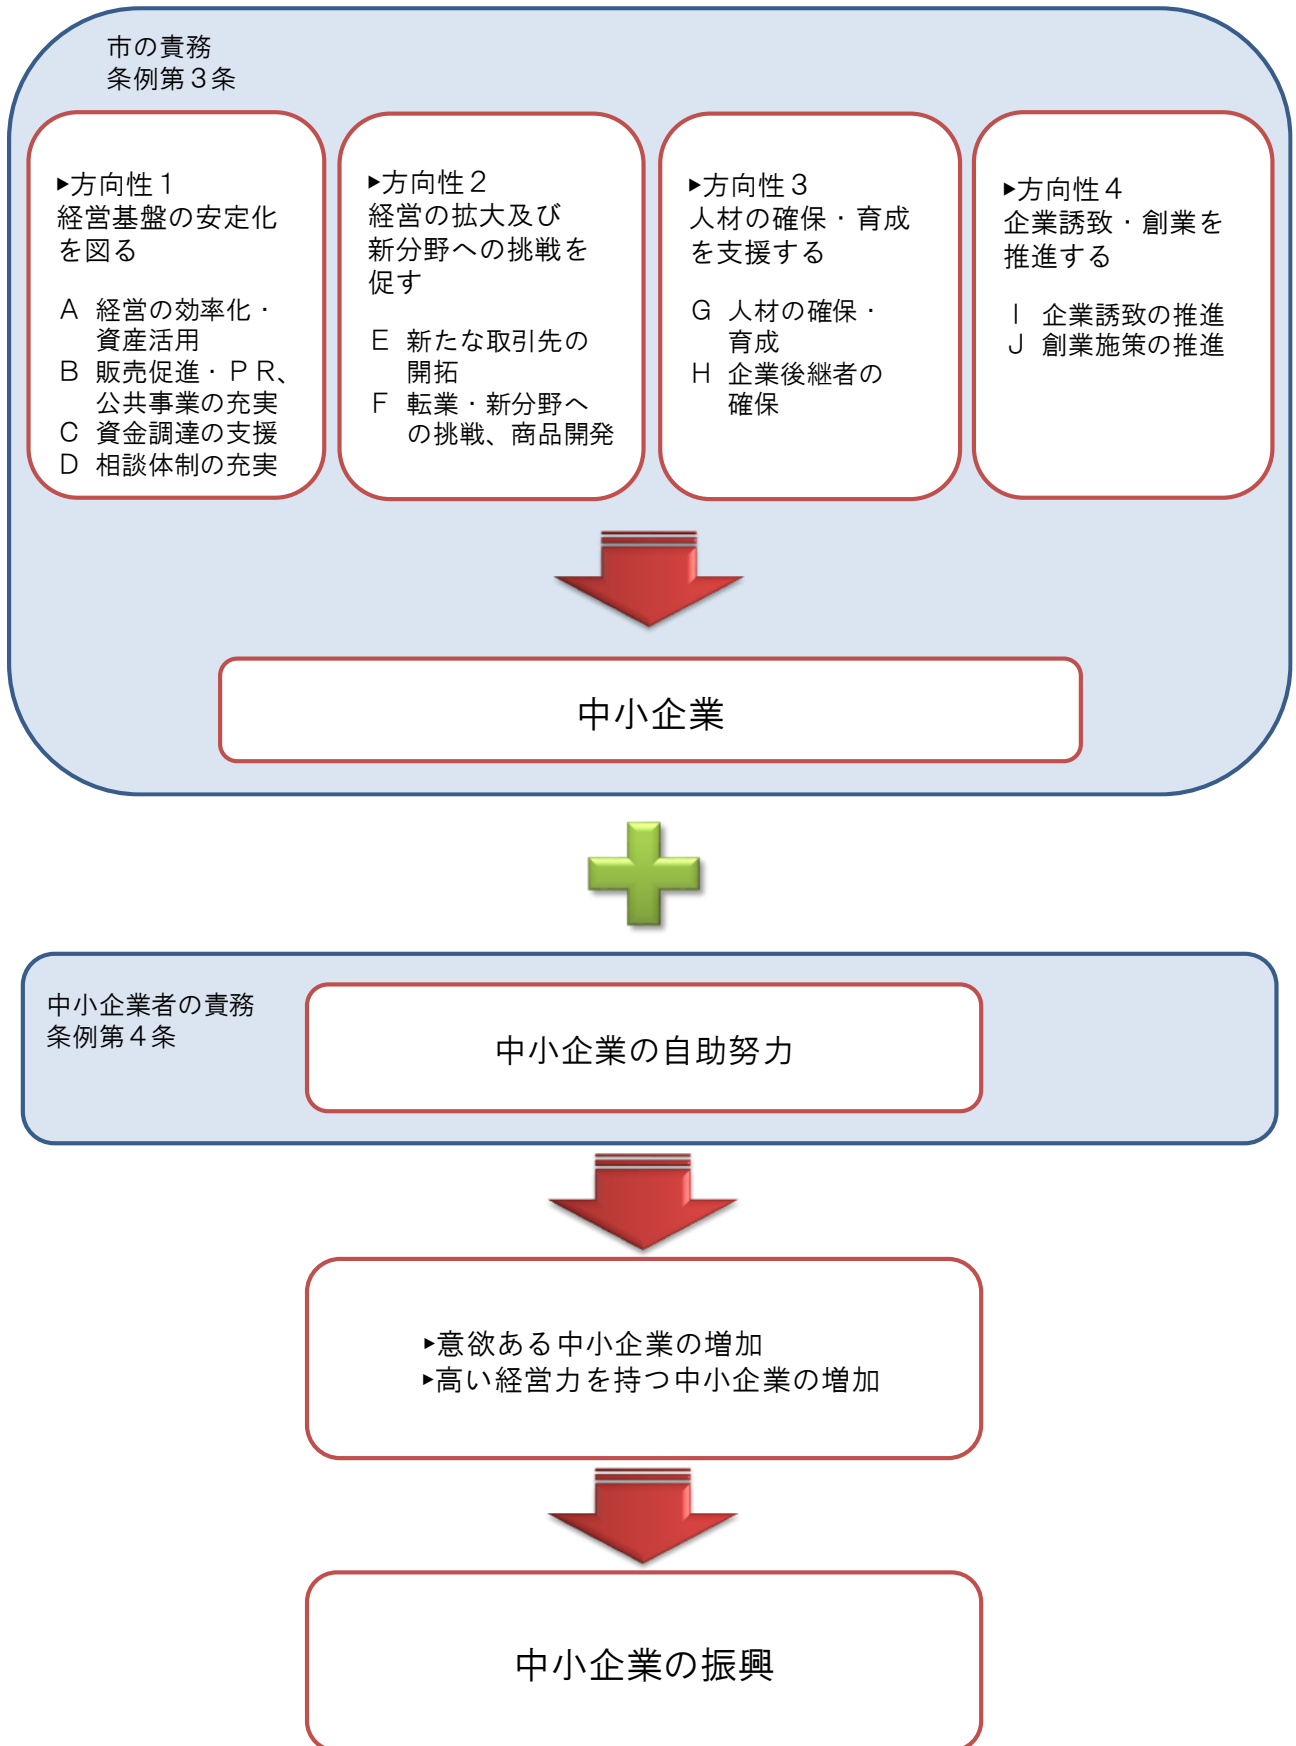 市の責務
条例第３条
▶方向性１
経営基盤の安定化
を図る
Ａ 経営の効率化・
資産活用
Ｂ 販売促進・ＰＲ、
公共事業の充実
Ｃ 資金調達の支援
Ｄ 相談体制の充実
▶方向性２
経営の拡大及び
新分野への挑戦を
促す
Ｅ 新たな取引先の
開拓
Ｆ 転業・新分野へ
の挑戦、商品開発
▶方向性３
人材の確保・育成
を支援する
Ｇ 人材の確保・
育成
Ｈ 企業後継者の
確保
▶方向性４
企業誘致・創業を
推進する
Ｉ 企業誘致の推進
Ｊ 創業施策の推進
中小企業
中小企業者の責務
条例第４条
中小企業の自助努力
▶意欲ある中小企業の増加
▶高い経営力を持つ中小企業の増加
中小企業の振興